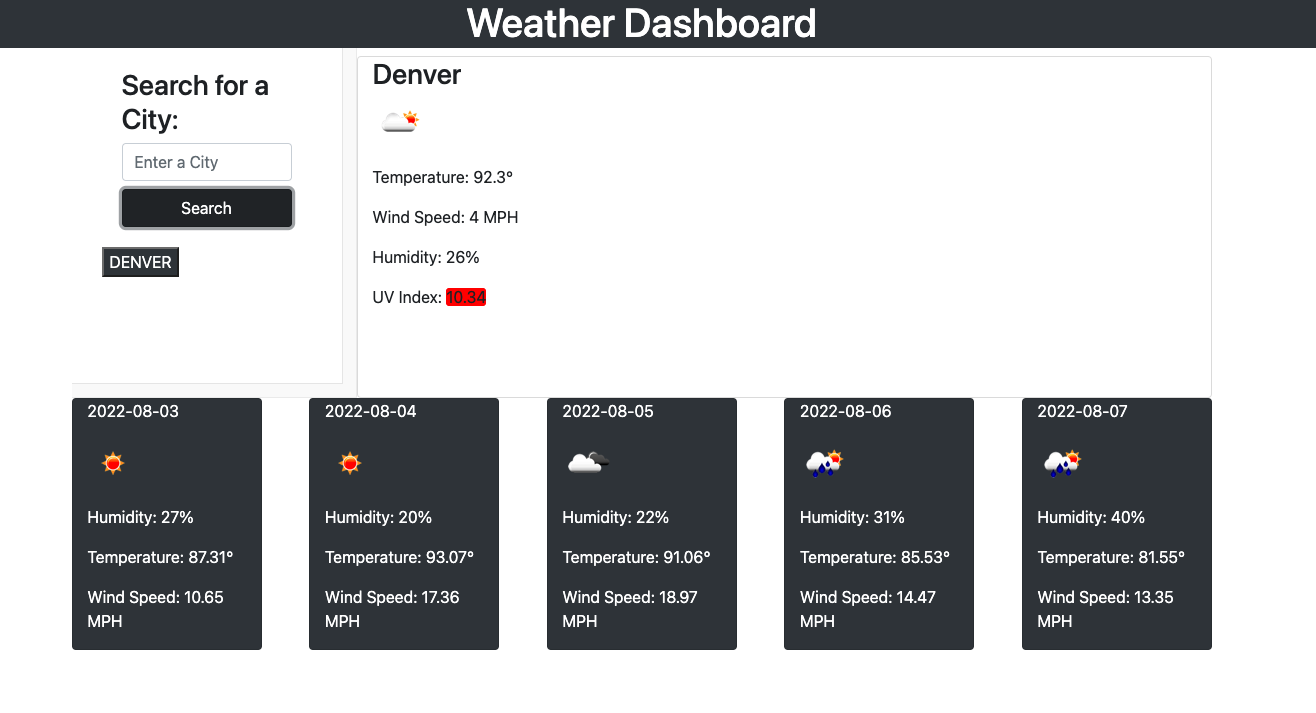 Weather Dashboard
Search for a
City:
Enter a City
Search
DENVER
Denver
Temperature: 92.3°
Wind Speed: 4 MPH
Humidity: 26%
UV Index: 10.34
2022-08-03
Humidity: 27%
Temperature: 87.31°
Wind Speed: 10.65
MPH
2022-08-04
Humidity: 20%
Temperature: 93.07°
Wind Speed: 17.36
MPH
2022-08-05
Humidity: 22%
Temperature: 91.06°
Wind Speed: 18.97
MPH
2022-08-06
Humidity: 31%
Temperature: 85.53°
Wind Speed: 14.47
MPH
2022-08-07
Humidity: 40%
Temperature: 81.55°
Wind Speed: 13.35
MPH